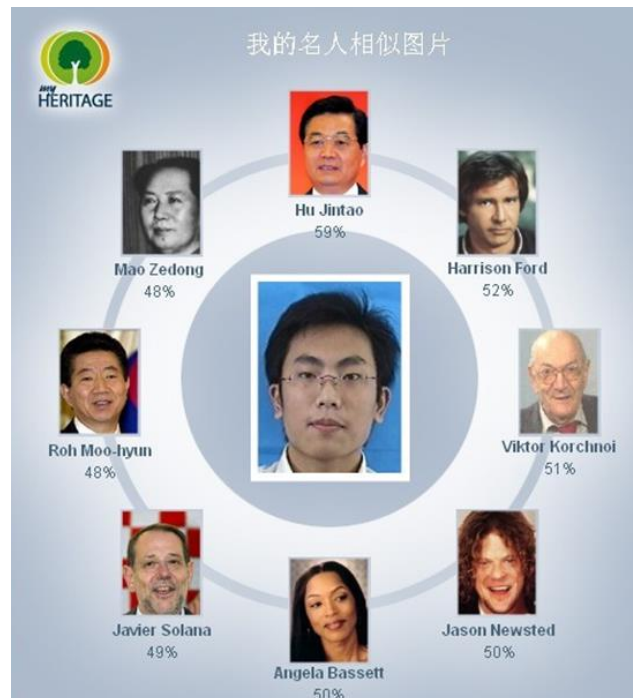 我的名人相似图片
my
HERITAGE
Hu Jintao
59%
Mao Zedong
48%
Harrison Ford
52%
Roh Moo-hyun
48%
Viktor Korchnoi
51%
Javier Solana
49%
Jason Newsted
50%
Angela Bassett
50%